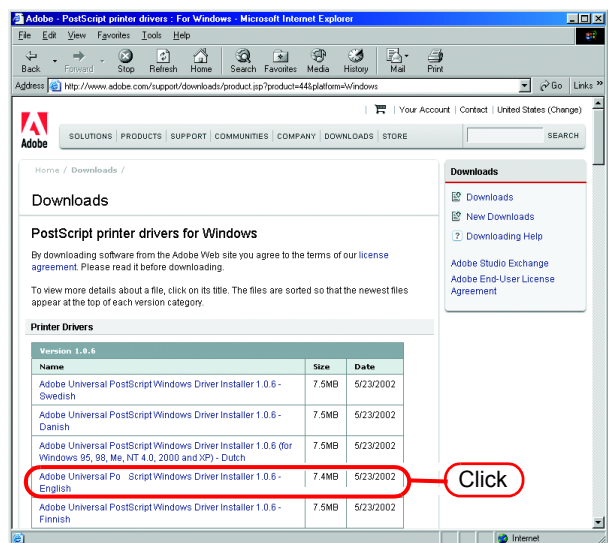 Adobe - PostScript printer drivers : For Windows - Microsoft Internet Explorer
File Edit View Favorites Tools Help
Back Forward Stop Refresh Home Search Favorites Media History Mail Print
Address http://www.adobe.com/support/downloads/product.jsp?product=44&platform=Windows Go Links »
Your Account | Contact | United States (Change)
Adobe
SOLUTIONS | PRODUCTS | SUPPORT | COMMUNITIES | COMPANY | DOWNLOADS | STORE SEARCH
Home / Downloads /
Downloads
PostScript printer drivers for Windows
By downloading software from the Adobe Web site you agree to the terms of our license
agreement. Please read it before downloading.
To view more details about a file, click on its title. The files are sorted so that the newest files
appear at the top of each version category.
Printer Drivers
Version 1.0.6
Name Size Date
Adobe Universal PostScript Windows Driver Installer 1.0.6 - 7.5MB 5/23/2002
Swedish
Adobe Universal PostScript Windows Driver Installer 1.0.6 - 7.5MB 5/23/2002
Danish
Adobe Universal PostScript Windows Driver Installer 1.0.6 (for 7.5MB 5/23/2002
Windows 95, 98, Me, NT 4.0, 2000 and XP) - Dutch
Adobe Universal Po Script Windows Driver Installer 1.0.6 - 7.4MB 5/23/2002
English
Click
Adobe Universal PostScript Windows Driver Installer 1.0.6 - 7.5MB 5/23/2002
Finnish
Downloads
Downloads
New Downloads
? Downloading Help
Adobe Studio Exchange
Adobe End-User License
Agreement
Internet